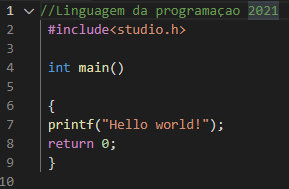 1 //Linguagem da programaçao 2021
2 #include<studio.h>
3
4 int main()
5
6 {
7 printf("Hello world!");
8 return 0;
9 }
10